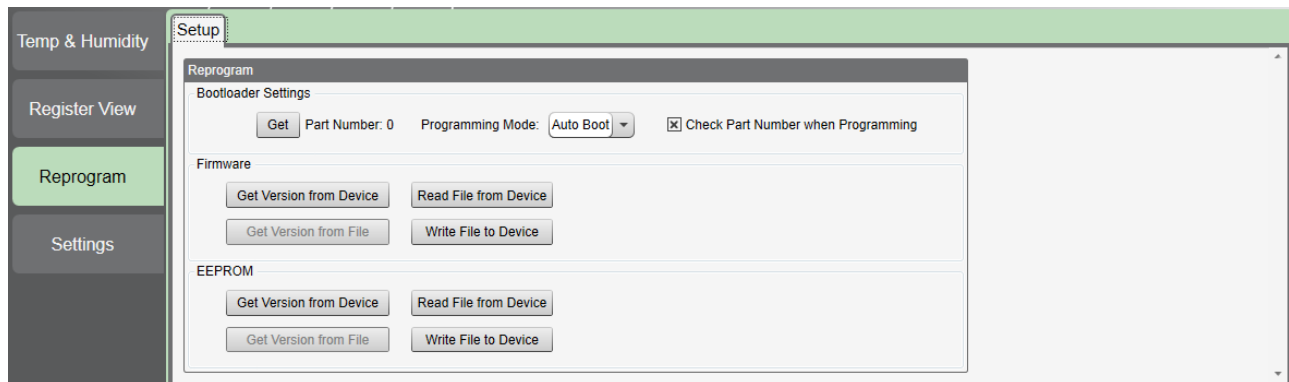 Temp & Humidity
Register View
Reprogram
Settings
Setup
Reprogram
Bootloader Settings
Get Part Number: 0 Programming Mode: Auto Boot Check Part Number when Programming
Firmware
Get Version from Device Read File from Device
Get Version from File Write File to Device
EEPROM
Get Version from Device Read File from Device
Get Version from File Write File to Device